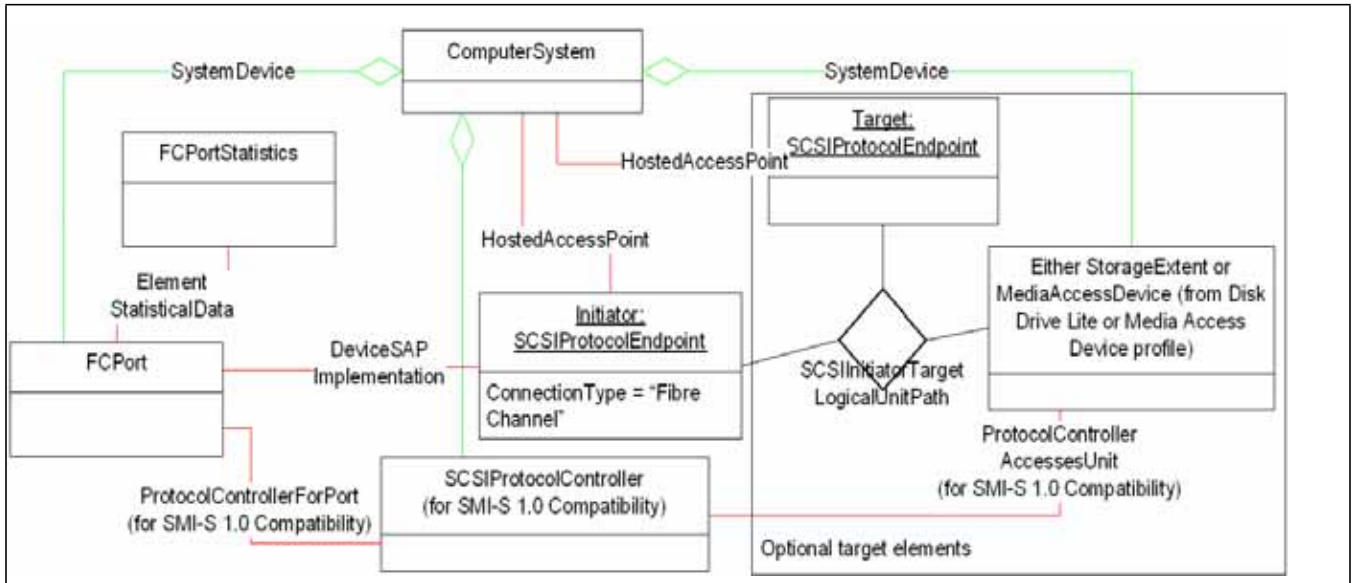 ComputerSystem
SystemDevice
SystemDevice
Target:
SCSIProtocolEndpoint
FCPortStatistics
HostedAccessPoint
HostedAccessPoint
Element
StatisticalData
Either StorageExtent or
MediaAccessDevice (from Disk
Drive Lite or Media Access
Device profile)
Initiator:
SCSIProtocolEndpoint
ConnectionType = “Fibre
Channel”
FCPort
DeviceSAP
Implementation
SCSIInitiatorTarget
LogicalUnitPath
ProtocolController
AccessesUnit
(for SMI-S 1.0 Compatibility)
SCSIProtocolController
(for SMI-S 1.0 Compatibility)
ProtocolControllerForPort
(for SMI-S 1.0 Compatibility)
Optional target elements